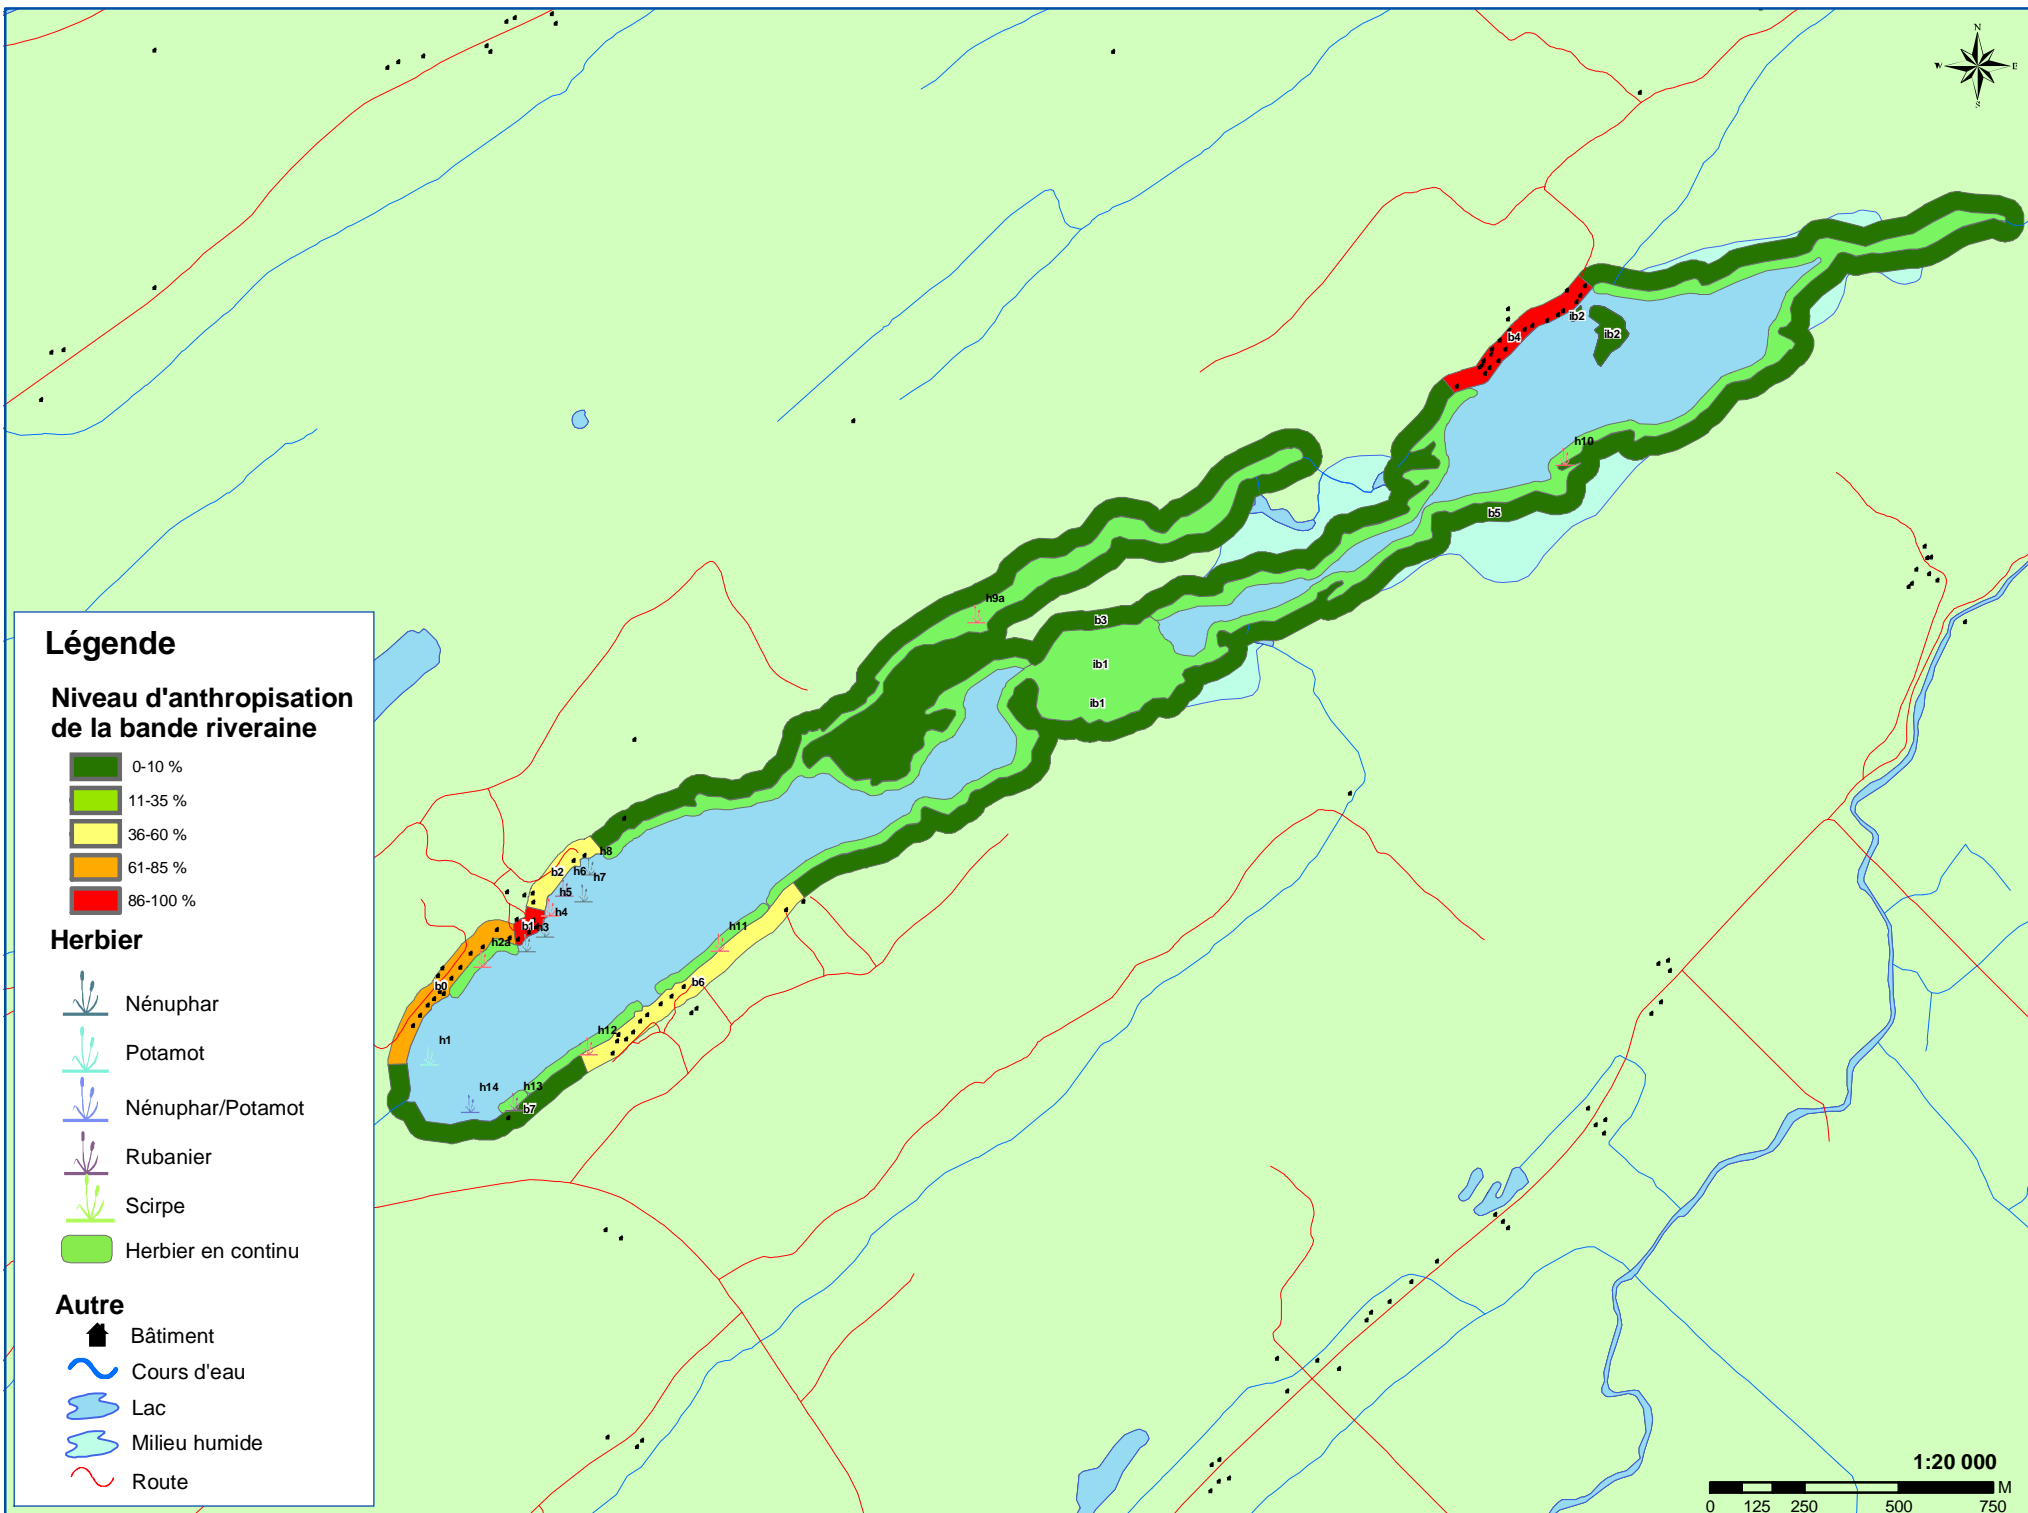 N
W
E
S
ib2
b4
ib2
h10
b5
h9a
b3
ib1
ib1
h8
b2
h6
h7
h5
h4
b1
h3
h2a
h11
b0
b6
h12
h1
h14
h13
b7
Légende
Niveau d'anthropisation
de la bande riveraine
0-10 %
11-35 %
36-60 %
61-85 %
86-100 %
Herbier
Nénuphar
Potamot
Nénuphar/Potamot
Rubanier
Scirpe
Herbier en continu
Autre
Bâtiment
Cours d'eau
Lac
Milieu humide
Route
1:20 000
M
0 125 250 500 750